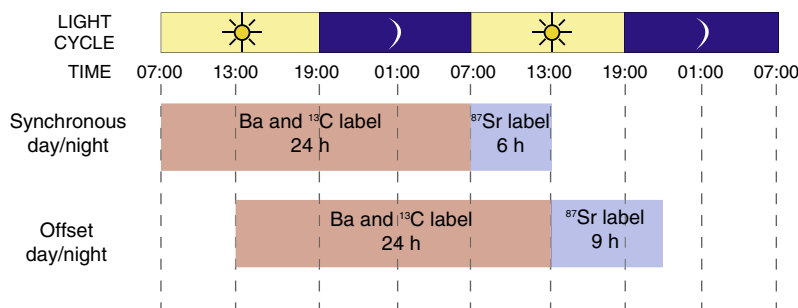 LIGHT
CYCLE
TIME 07:00 13:00 19:00 01:00 07:00 13:00 19:00 01:00 07:00
Synchronous
day/night
Ba and ¹³C label
24 h
⁸⁷Sr label
6 h
Offset
day/night
Ba and ¹³C label
24 h
⁸⁷Sr label
9 h